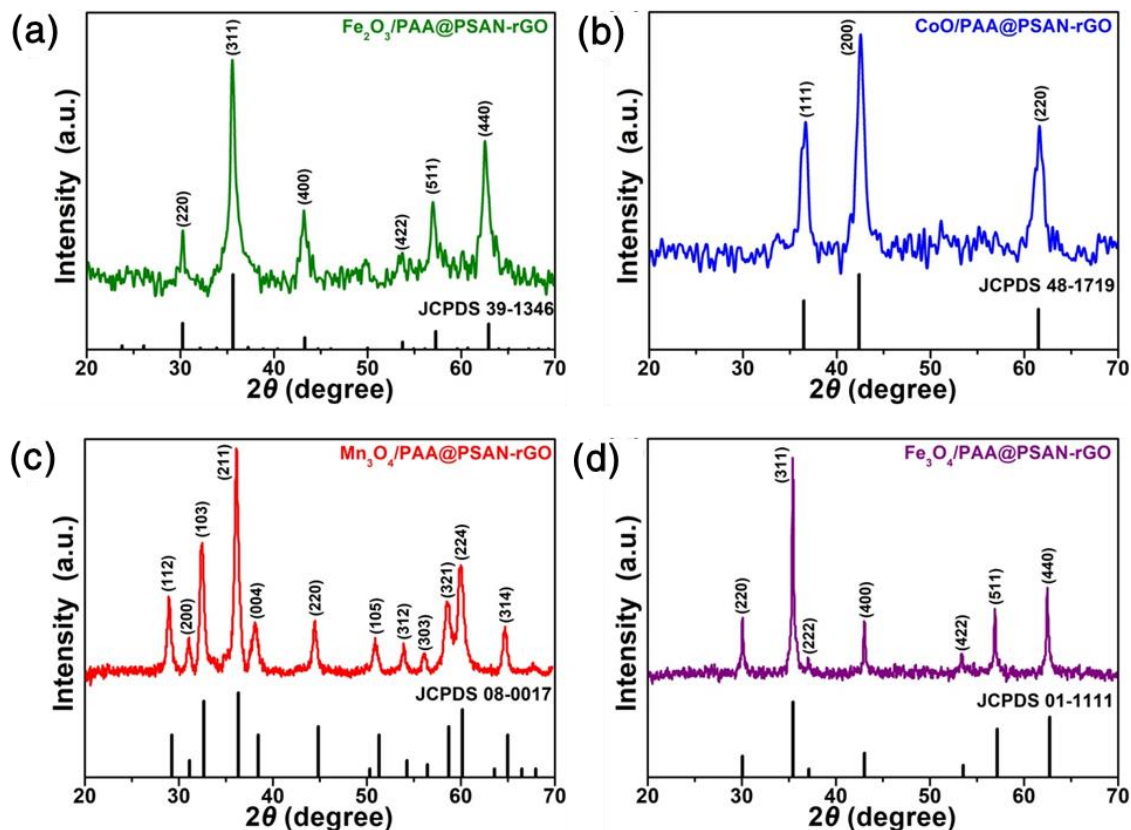 (a)
Fe₂O₃/PAA@PSAN-rGO
(220)
(311)
(400)
(422)
(511)
(440)
JCPDS 39-1346
Intensity (a.u.)
20 30 40 50 60 70
2θ (degree)
(b)
CoO/PAA@PSAN-rGO
(111)
(200)
(220)
JCPDS 48-1719
Intensity (a.u.)
20 30 40 50 60 70
2θ (degree)
(c)
Mn₃O₄/PAA@PSAN-rGO
(112)
(200)
(103)
(211)
(004)
(220)
(105)
(312)
(303)
(321)
(224)
(314)
JCPDS 08-0017
Intensity (a.u.)
20 30 40 50 60 70
2θ (degree)
(d)
Fe₃O₄/PAA@PSAN-rGO
(220)
(311)
(222)
(400)
(422)
(511)
(440)
JCPDS 01-1111
Intensity (a.u.)
20 30 40 50 60 70
2θ (degree)